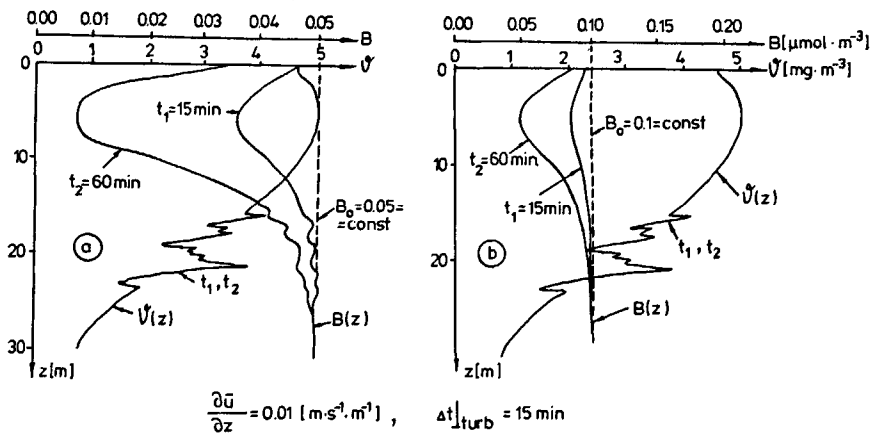 0.00 0.01 0.02 0.03 0.04 0.05
B
0 1 2 3 4 5
ϑ
0
10
20
30
z[m]
t₁=15min
t₂=60min
B₀=0.05=
=const
a
t₁, t₂
ϑ(z)
B(z)
0.00 0.05 0.10 0.15 0.20
B[μmol·m⁻³]
0 1 2 3 4 5
ϑ[mg·m⁻³]
0
10
20
z[m]
B₀=0.1=const
t₂=60min
t₁=15min
ϑ(z)
b
t₁, t₂
B(z)
∂ū/∂z = 0.01 [m·s⁻¹·m⁻¹] , Δt|turb = 15 min